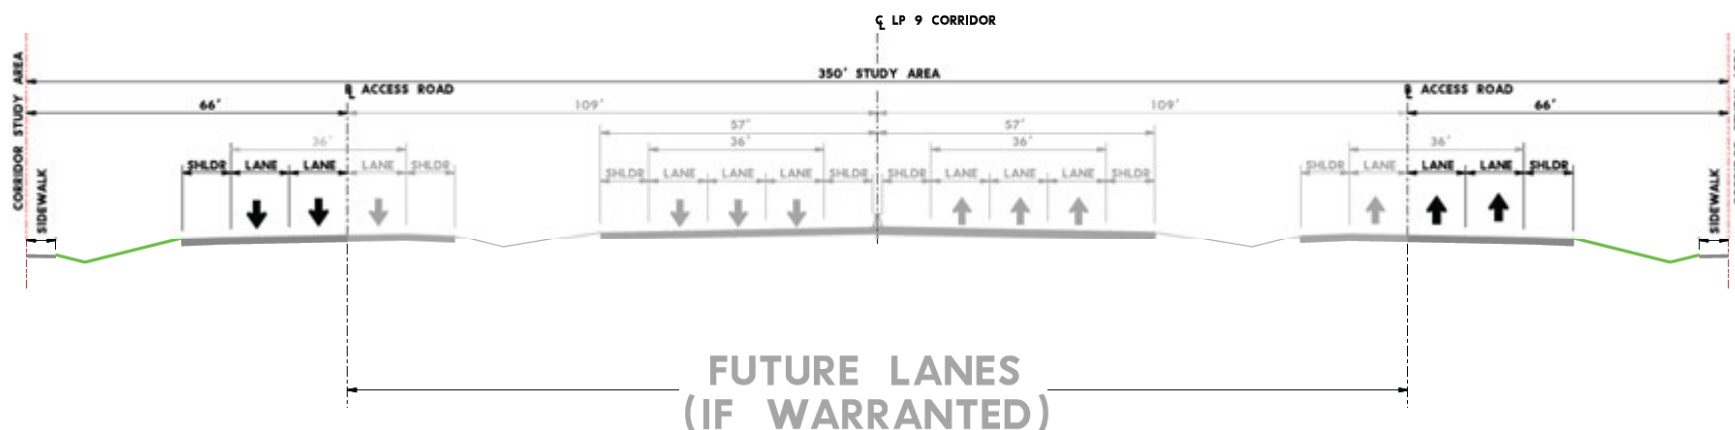 ℄ LP 9 CORRIDOR
350' STUDY AREA
CORRIDOR STUDY AREA
ACCESS ROAD
ACCESS ROAD
66'
109'
109'
66'
57'
57'
36'
36'
36'
36'
SHLDR LANE LANE LANE SHLDR
SHLDR LANE LANE LANE SHLDR
SHLDR LANE LANE LANE SHLDR
SHLDR LANE LANE LANE SHLDR
SIDEWALK
SIDEWALK
FUTURE LANES
(IF WARRANTED)